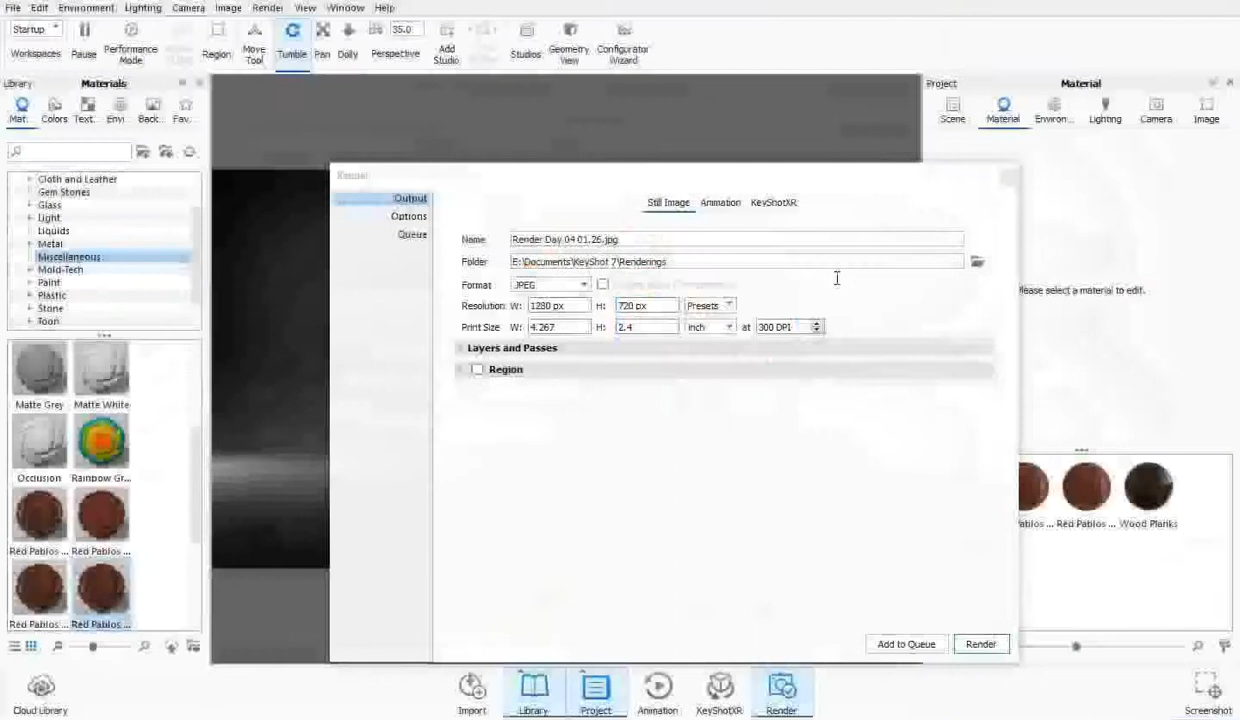 File Edit Environment Lighting Camera Image Render View Window Help
Startup 35.0
Workspaces Pause Performance Mode Region Move Tool Tumble Pan Dolly Perspective Add Studio Studios Geometry View Configurator Wizard
Library Materials
Mat. Colors Text... Envi Back... Fav...
Cloth and Leather
Gem Stones
Glass
Light
Liquids
Metal
Miscellaneous
Mold-Tech
Paint
Plastic
Stone
Toon
Matte Grey Matte White
Occlusion Rainbow Gr...
Red Pablos ... Red Pablos ...
Red Pablos ... Red Pablos ...
Render
Output
Options
Queue
Still Image Animation KeyShotXR
Name Render Day 04 01.26.jpg
Folder E:\Documents\KeyShot 7\Renderings
Format JPEG
Resolution W: 1280 px H: 720 px Presets
Print Size W: 4.267 H: 2.4 inch at 300 DPI
Layers and Passes
Region
Add to Queue Render
Project Material
Scene Material Environ... Lighting Camera Image
Please select a material to edit.
ablos ... Red Pablos ... Wood Planks
Cloud Library Import Library Project Animation KeyShotXR Render Screenshot